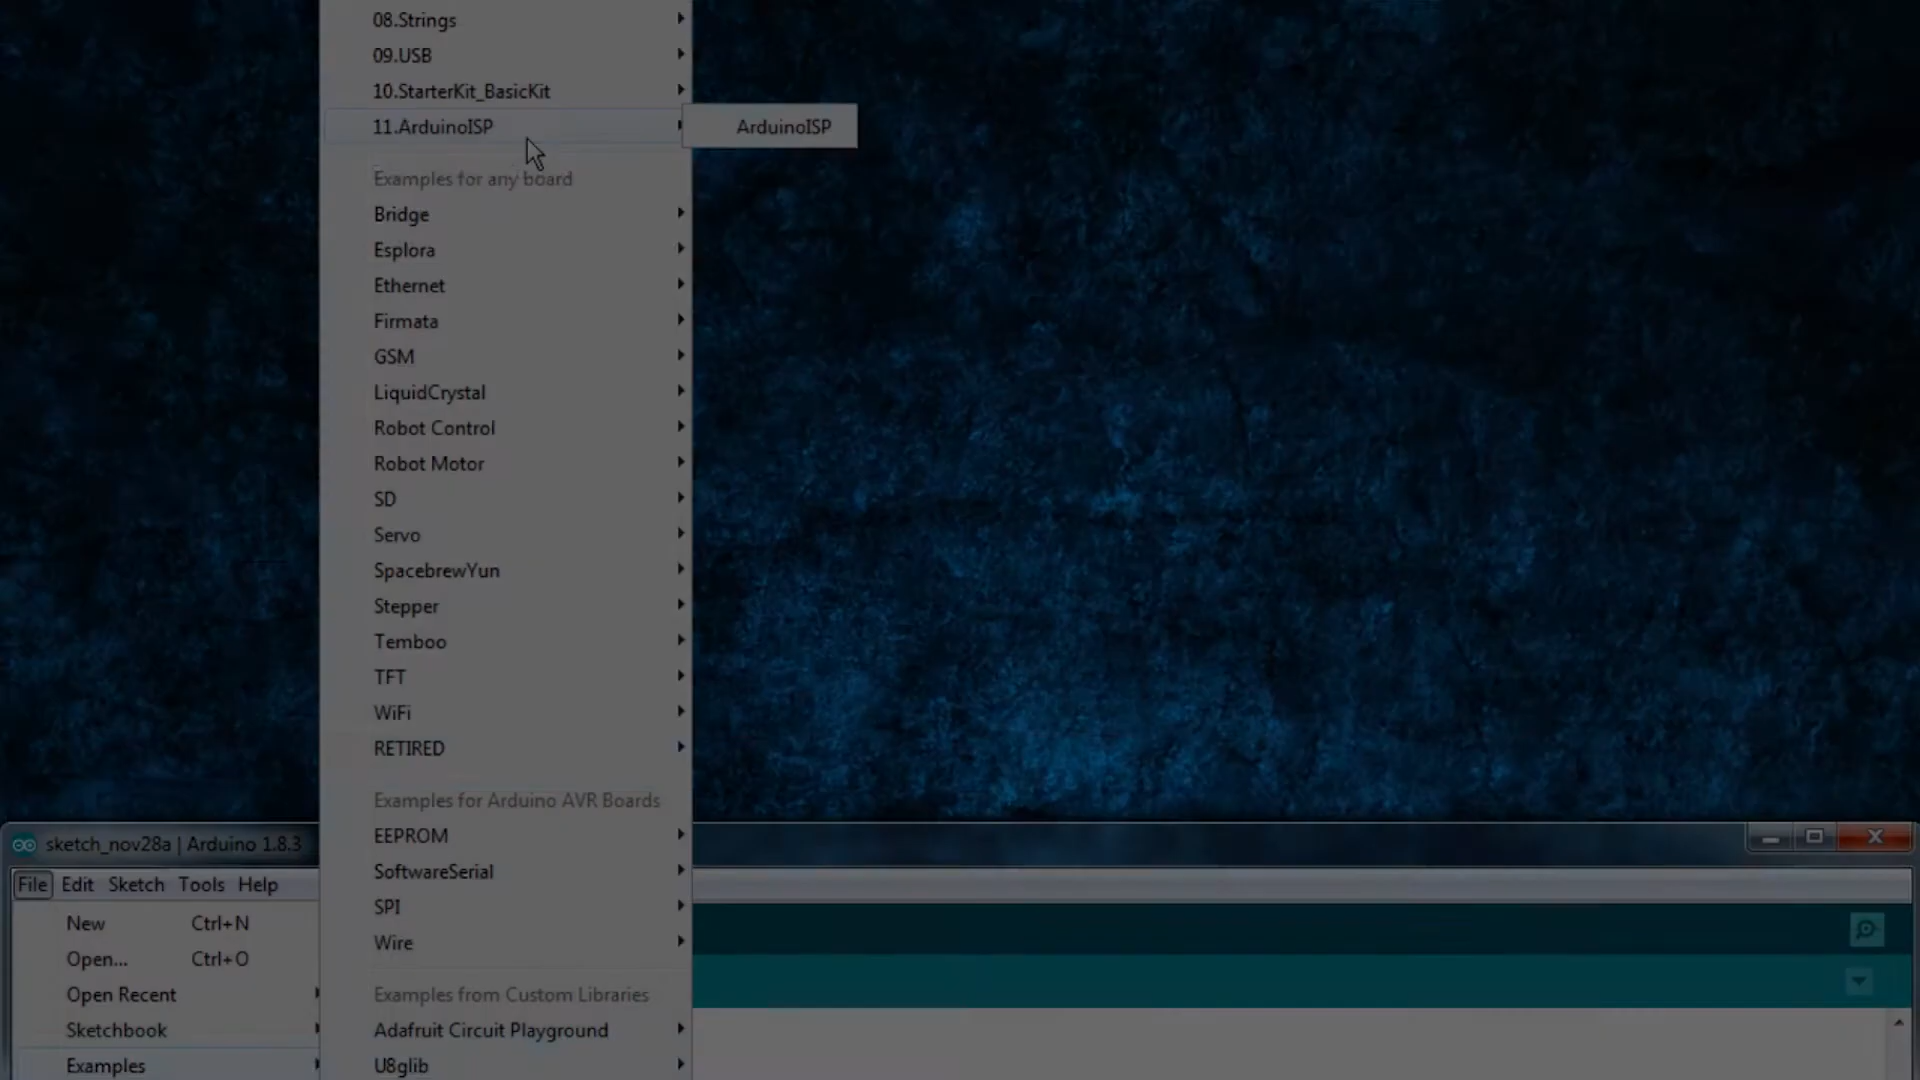 08.Strings
09.USB
10.StarterKit_BasicKit
11.ArduinoISP
ArduinoISP
Examples for any board
Bridge
Esplora
Ethernet
Firmata
GSM
LiquidCrystal
Robot Control
Robot Motor
SD
Servo
SpacebrewYun
Stepper
Temboo
TFT
WiFi
RETIRED
Examples for Arduino AVR Boards
EEPROM
SoftwareSerial
SPI
Wire
Examples from Custom Libraries
Adafruit Circuit Playground
U8glib
sketch_nov28a | Arduino 1.8.3
File Edit Sketch Tools Help
New Ctrl+N
Open... Ctrl+O
Open Recent
Sketchbook
Examples